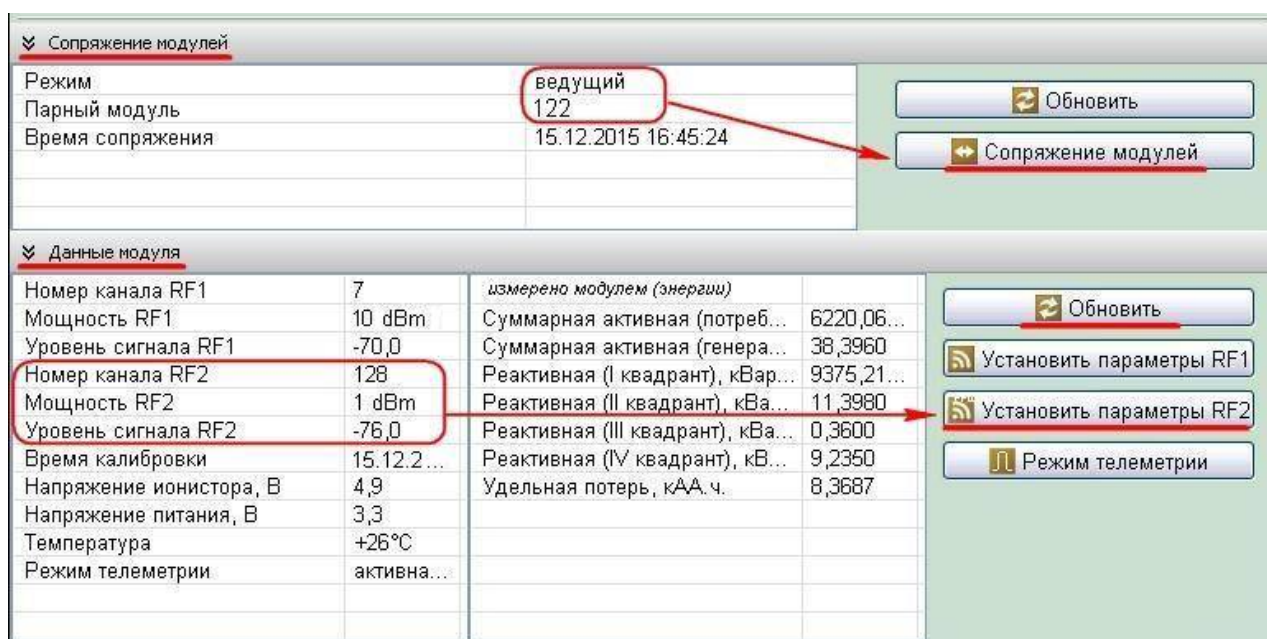 Сопряжение модулей
Режим ведущий
Парный модуль 122
Время сопряжения 15.12.2015 16:45:24
Обновить
Сопряжение модулей
Данные модуля
Номер канала RF1 7
Мощность RF1 10 dBm
Уровень сигнала RF1 -70,0
Номер канала RF2 128
Мощность RF2 1 dBm
Уровень сигнала RF2 -76,0
Время калибровки 15.12.2...
Напряжение ионистора, В 4,9
Напряжение питания, В 3,3
Температура +26°C
Режим телеметрии активна...
измерено модулем (энергии)
Суммарная активная (потреб... 6220,06...
Суммарная активная (генера... 38,3960
Реактивная (I квадрант), кВар... 9375,21...
Реактивная (II квадрант), кВа... 11,3980
Реактивная (III квадрант), кВа... 0,3600
Реактивная (IV квадрант), кВ... 9,2350
Удельная потерь, кАА.ч. 8,3687
Обновить
Установить параметры RF1
Установить параметры RF2
Режим телеметрии